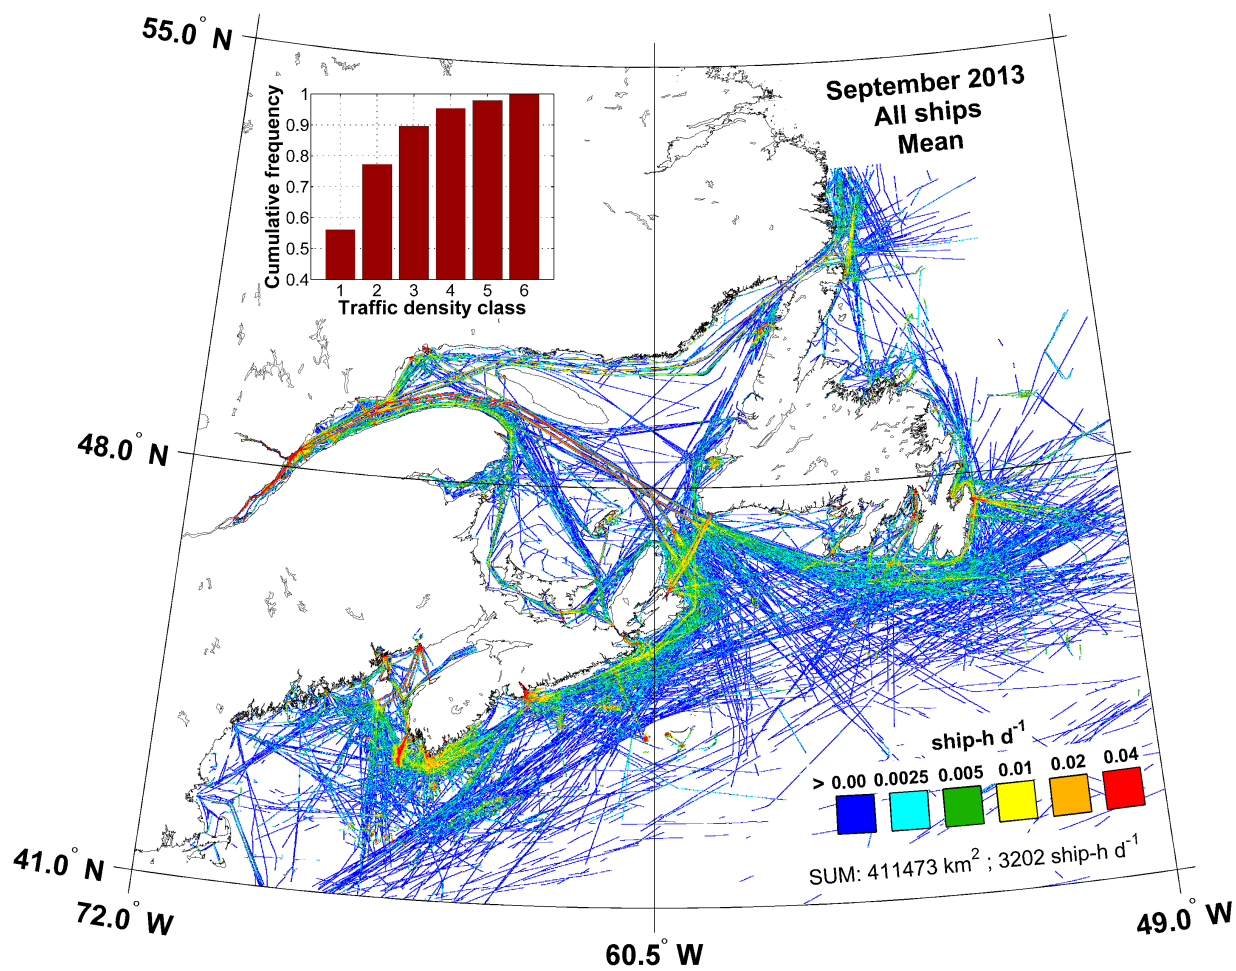 55.0° N
September 2013
All ships
Mean
Cumulative frequency
1
0.9
0.8
0.7
0.6
0.5
0.4
1 2 3 4 5 6
Traffic density class
48.0° N
ship-h d⁻¹
> 0.00 0.0025 0.005 0.01 0.02 0.04
SUM: 411473 km² ; 3202 ship-h d⁻¹
41.0° N
72.0° W
60.5° W
49.0° W